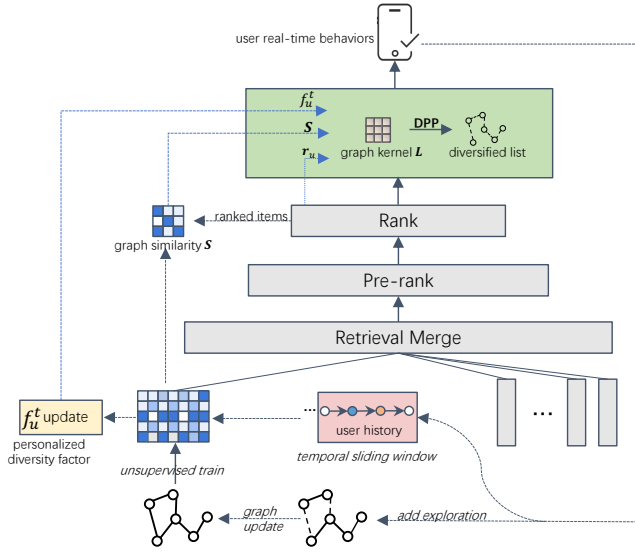 user real-time behaviors
f_u^t
S
r_u
DPP
graph kernel L
diversified list
ranked items
Rank
graph similarity S
Pre-rank
Retrieval Merge
...
...
f_u^t update
user history
personalized
diversity factor
unsupervised train
temporal sliding window
graph
update
add exploration